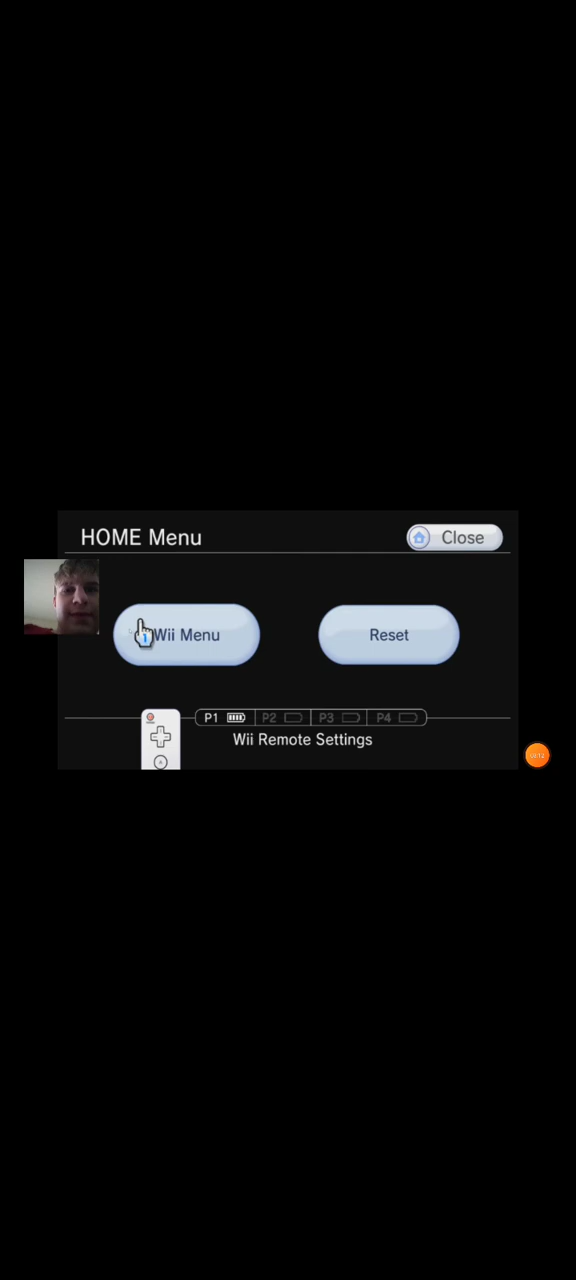 HOME Menu
Close
Wii Menu
Reset
P1 P2 P3 P4
Wii Remote Settings